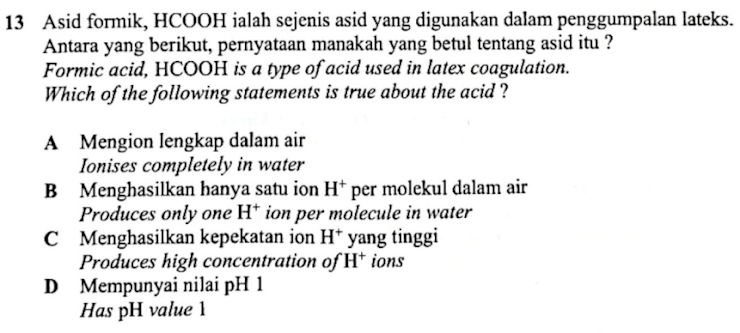 13 Asid formik, HCOOH ialah sejenis asid yang digunakan dalam penggumpalan lateks.
Antara yang berikut, pernyataan manakah yang betul tentang asid itu ?
Formic acid, HCOOH is a type of acid used in latex coagulation.
Which of the following statements is true about the acid ?
A Mengion lengkap dalam air
Ionises completely in water
B Menghasilkan hanya satu ion H⁺ per molekul dalam air
Produces only one H⁺ ion per molecule in water
C Menghasilkan kepekatan ion H⁺ yang tinggi
Produces high concentration of H⁺ ions
D Mempunyai nilai pH 1
Has pH value 1